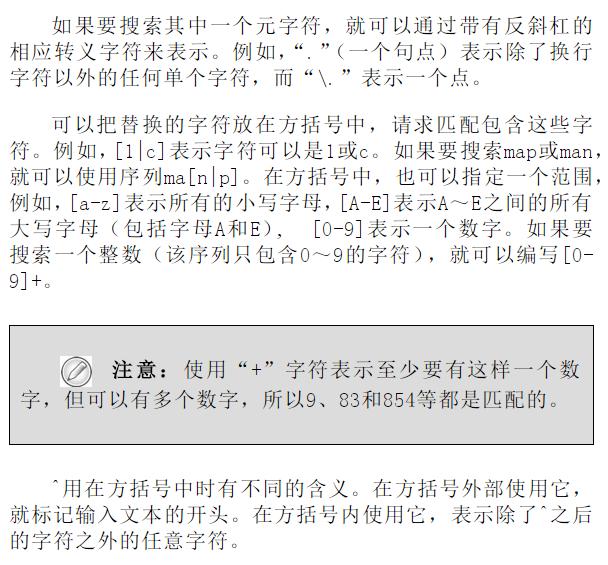 如果要搜索其中一个元字符，就可以通过带有反斜杠的
相应转义字符来表示。例如，“.”（一个句点）表示除了换行
字符以外的任何单个字符，而“\.”表示一个点。
可以把替换的字符放在方括号中，请求匹配包含这些字
符。例如，[1|c]表示字符可以是1或c。如果要搜索map或man，
就可以使用序列ma[n|p]。在方括号中，也可以指定一个范围，
例如，[a-z]表示所有的小写字母，[A-E]表示A～E之间的所有
大写字母（包括字母A和E）， [0-9]表示一个数字。如果要
搜索一个整数（该序列只包含0～9的字符），就可以编写[0-
9]+。
注意：使用“+”字符表示至少要有这样一个数
字，但可以有多个数字，所以9、83和854等都是匹配的。
^用在方括号中时有不同的含义。在方括号外部使用它，
就标记输入文本的开头。在方括号内使用它，表示除了^之后
的字符之外的任意字符。